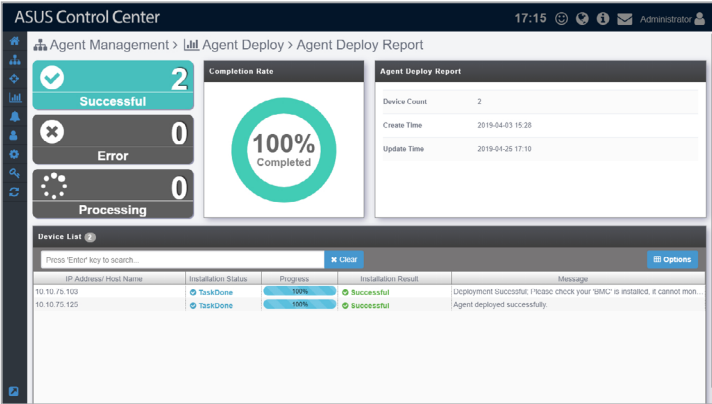 ASUS Control Center
17:15 Administrator
Agent Management > Agent Deploy > Agent Deploy Report
2
Successful
0
Error
0
Processing
Completion Rate
100%
Completed
Agent Deploy Report
Device Count 2
Create Time 2019-04-03 15:28
Update Time 2019-04-26 17:10
Device List 2
Press 'Enter' key to search... Clear Options
IP Address/ Host Name Installation Status Progress Installation Result Message
10.10.75.103 TaskDone 100% Successful Deployment Successful, Please check your 'BMC' is installed, it cannot mon...
10.10.75.125 TaskDone 100% Successful Agent deployed successfully.